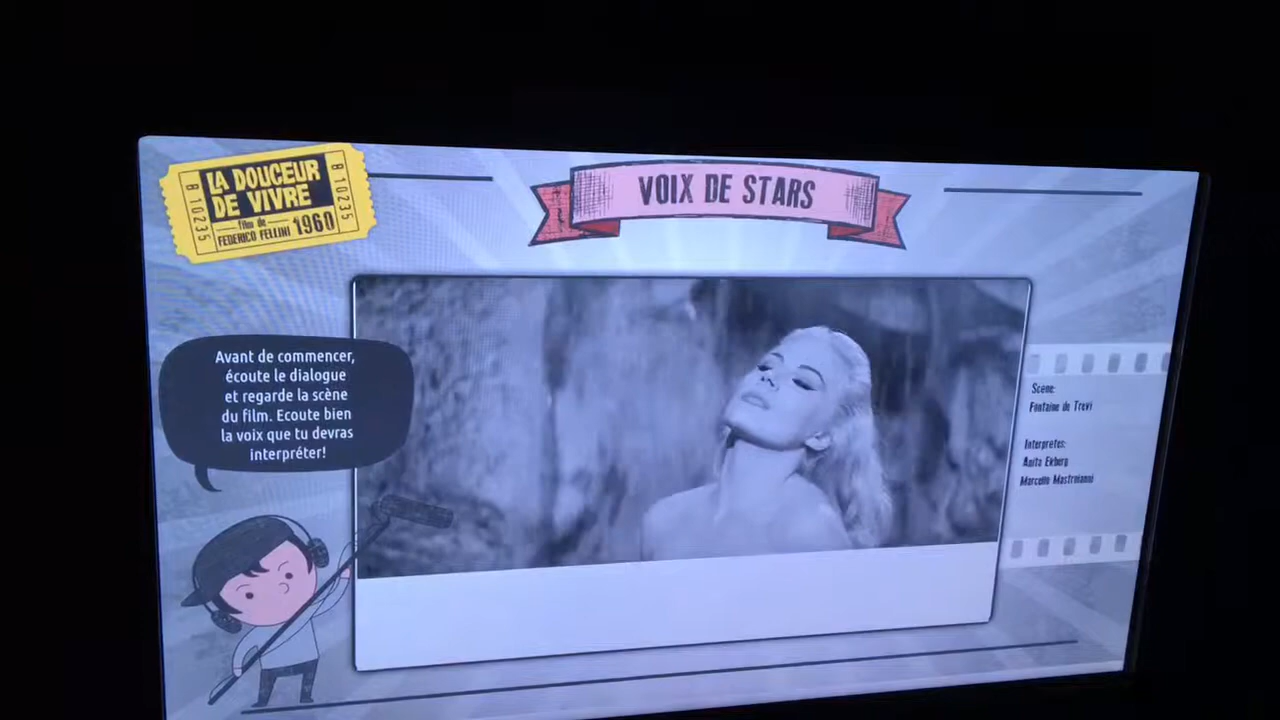 LA DOUCEUR
DE VIVRE
film de
FEDERICO FELLINI 1960
B 10235
B 10235
VOIX DE STARS
Avant de commencer,
écoute le dialogue
et regarde la scène
du film. Ecoute bien
la voix que tu devras
interpréter!
Scène:
Fontaine de Trevi
Interprètes:
Anita Ekberg
Marcello Mastroianni